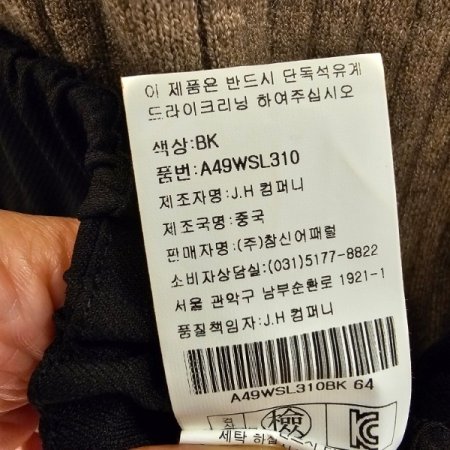 이 제품은 반드시 단독석유계
드라이크리닝 하여주십시오
색상:BK
품번:A49WSL310
제조자명:J.H 컴퍼니
제조국명:중국
판매자명:(주)참신어패럴
소비자상담실:(031)5177-8822
서울 관악구 남부순환로 1921-1
품질책임자:J.H 컴퍼니
A49WSL310BK 64
檢
세탁